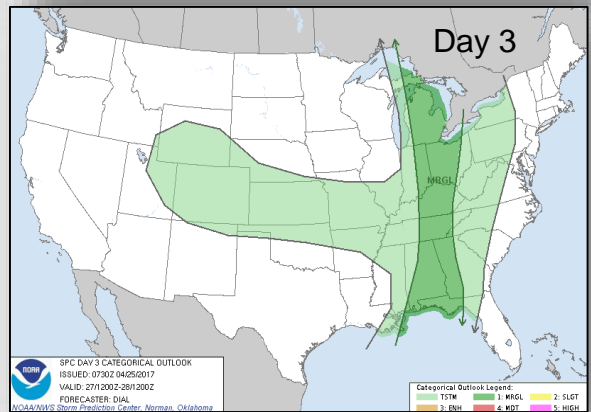 Day 3
MRGL
SPC DAY 3 CATEGORICAL OUTLOOK
ISSUED: 0730Z 04/25/2017
VALID: 27/1200Z-28/1200Z
FORECASTER: DIAL
NOAA/NWS Storm Prediction Center, Norman, Oklahoma
NOAA
Categorical Outlook Legend:
TSTM 1: MRGL 2: SLGT
3: ENH 4: MDT 5: HIGH